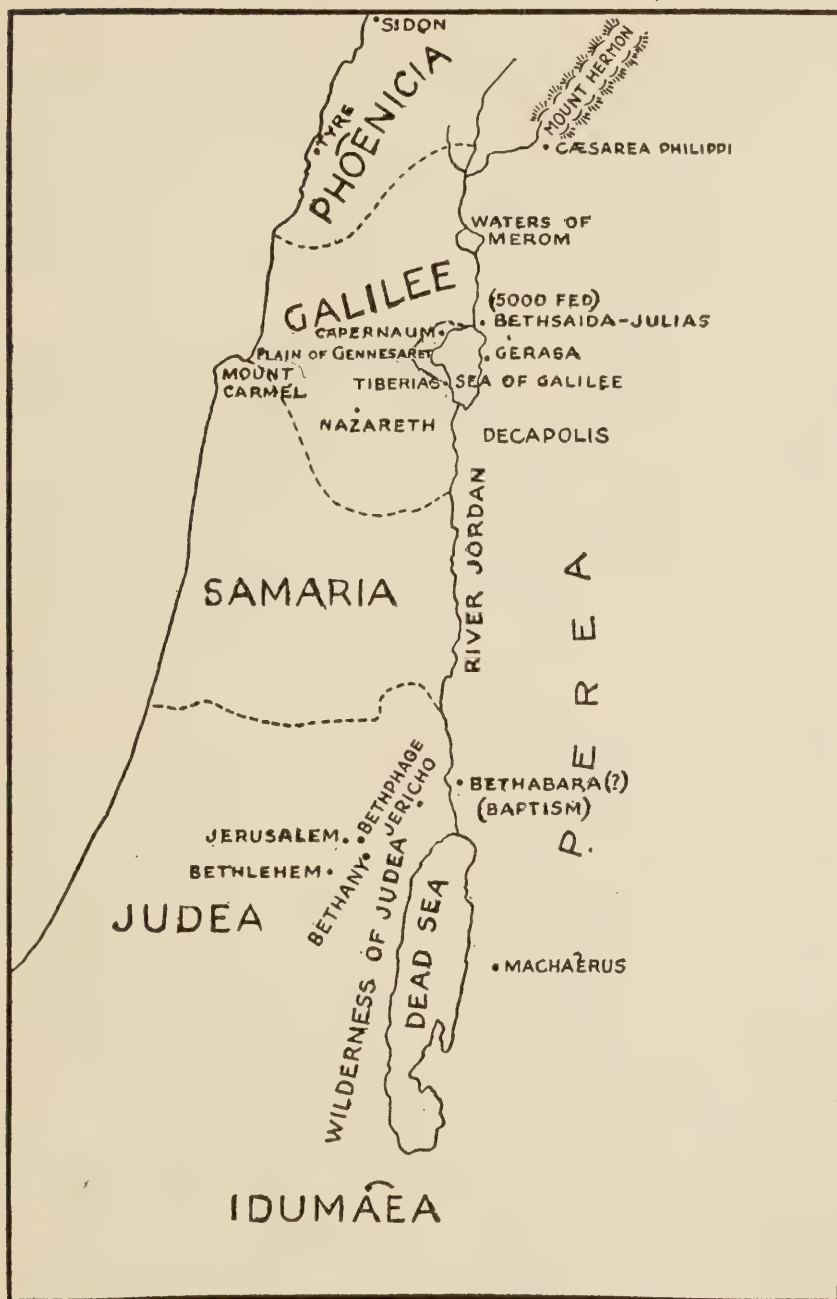 SIDON
MOUNT HERMON
PHOENICIA
TYRE
CÆSAREA PHILIPPI
WATERS OF
MEROM
GALILEE
(5000 FED)
BETHSAIDA-JULIAS
CAPERNAUM
PLAIN OF GENNESARET
GERASA
MOUNT
CARMEL
TIBERIAS
SEA OF GALILEE
NAZARETH
DECAPOLIS
RIVER JORDAN
SAMARIA
PEREA
BETHABARA(?)
(BAPTISM)
BETHPHAGE
JERICHO
JERUSALEM
BETHLEHEM
BETHANY
JUDEA
WILDERNESS OF JUDEA
DEAD SEA
MACHAERUS
IDUMAEA